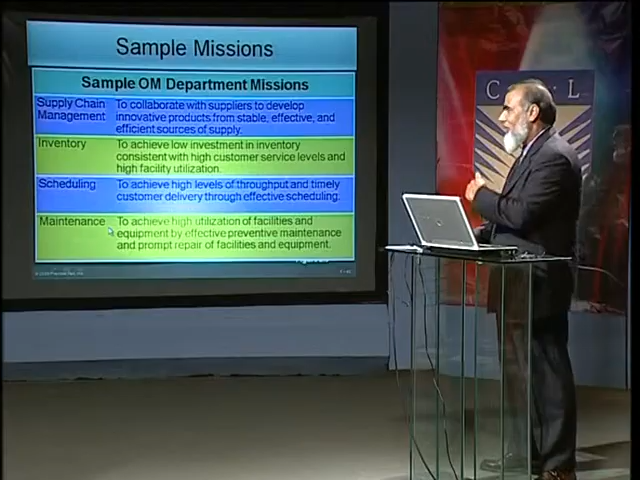 Sample Missions
Sample OM Department Missions
Supply Chain Management
To collaborate with suppliers to develop
innovative products from stable, effective, and
efficient sources of supply.
Inventory
To achieve low investment in inventory
consistent with high customer service levels and
high facility utilization.
Scheduling
To achieve high levels of throughput and timely
customer delivery through effective scheduling.
Maintenance
To achieve high utilization of facilities and
equipment by effective preventive maintenance
and prompt repair of facilities and equipment.